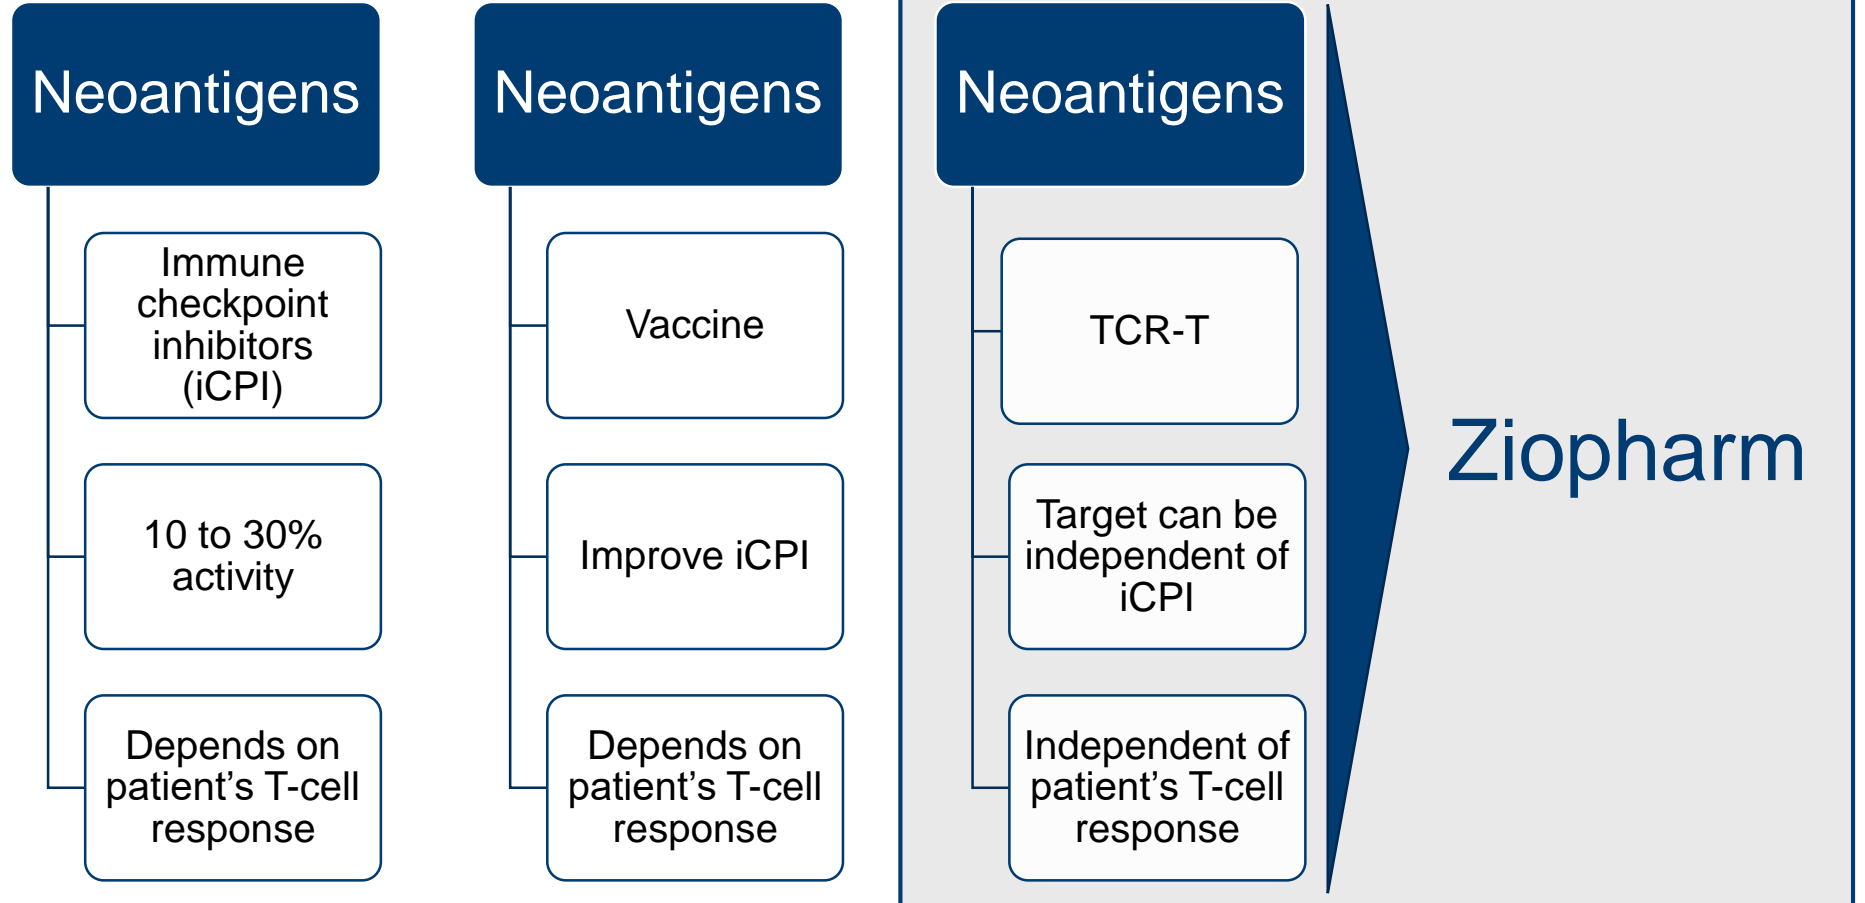 Neoantigens
Immune
checkpoint
inhibitors
(iCPI)
10 to 30%
activity
Depends on
patient’s T-cell
response
Neoantigens
Vaccine
Improve iCPI
Depends on
patient’s T-cell
response
Neoantigens
TCR-T
Target can be
independent of
iCPI
Independent of
patient’s T-cell
response
Ziopharm